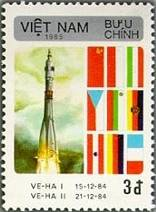 VIỆT NAM
BƯU CHÍNH
1985
VE-HA I 15-12-84
VE-HA II 21-12-84
3đ